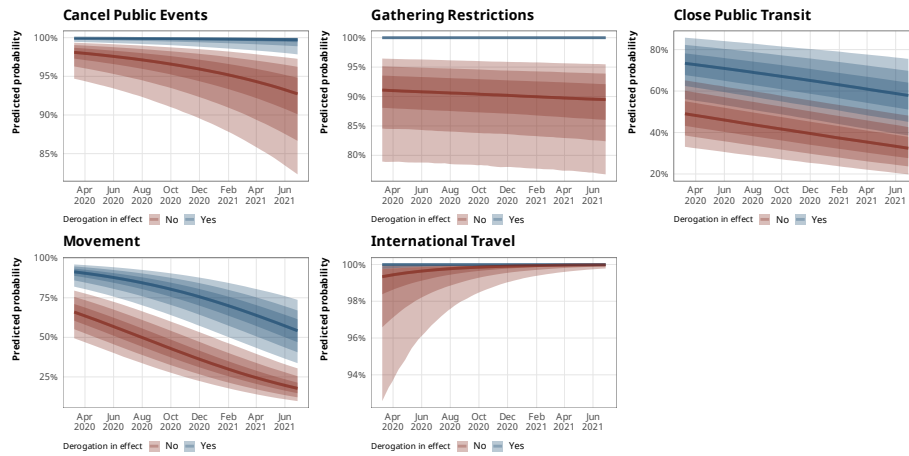 Cancel Public Events
Predicted probability
100%
95%
90%
85%
Apr 2020 Jun 2020 Aug 2020 Oct 2020 Dec 2020 Feb 2021 Apr 2021 Jun 2021
Derogation in effect No Yes
Gathering Restrictions
Predicted probability
100%
95%
90%
85%
80%
Apr 2020 Jun 2020 Aug 2020 Oct 2020 Dec 2020 Feb 2021 Apr 2021 Jun 2021
Derogation in effect No Yes
Close Public Transit
Predicted probability
80%
60%
40%
20%
Apr 2020 Jun 2020 Aug 2020 Oct 2020 Dec 2020 Feb 2021 Apr 2021 Jun 2021
Derogation in effect No Yes
Movement
Predicted probability
100%
75%
50%
25%
Apr 2020 Jun 2020 Aug 2020 Oct 2020 Dec 2020 Feb 2021 Apr 2021 Jun 2021
Derogation in effect No Yes
International Travel
Predicted probability
100%
98%
96%
94%
Apr 2020 Jun 2020 Aug 2020 Oct 2020 Dec 2020 Feb 2021 Apr 2021 Jun 2021
Derogation in effect No Yes